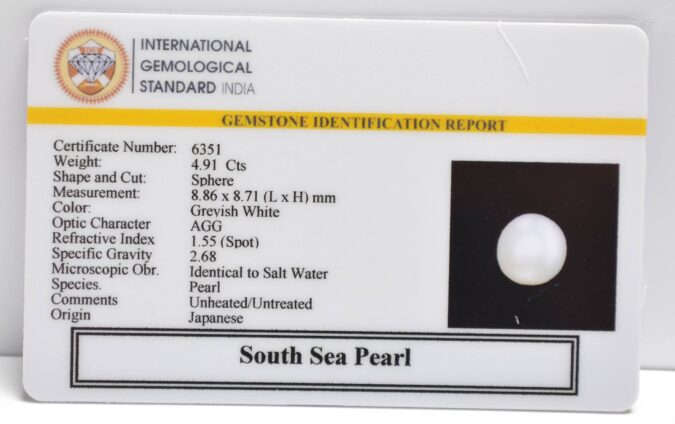 INTERNATIONAL
GEMOLOGICAL
STANDARD INDIA
GEMSTONE IDENTIFICATION REPORT
Certificate Number: 6351
Weight: 4.91 Cts
Shape and Cut: Sphere
Measurement: 8.86 x 8.71 (L x H) mm
Color: Greyish White
Optic Character AGG
Refractive Index 1.55 (Spot)
Specific Gravity 2.68
Microscopic Obr. Identical to Salt Water
Species. Pearl
Comments Unheated/Untreated
Origin Japanese
South Sea Pearl